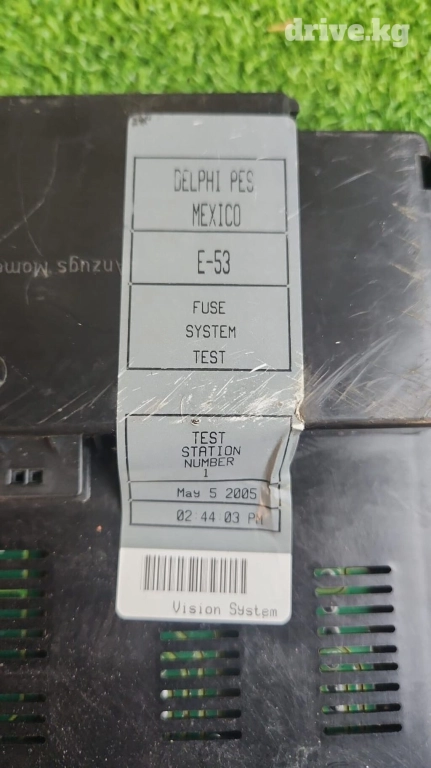 drive.kg
DELPHI PES
MEXICO
E-53
FUSE
SYSTEM
TEST
TEST
STATION
NUMBER
1
May 5 2005
02 44 03 PM
Vision System
Anzugs